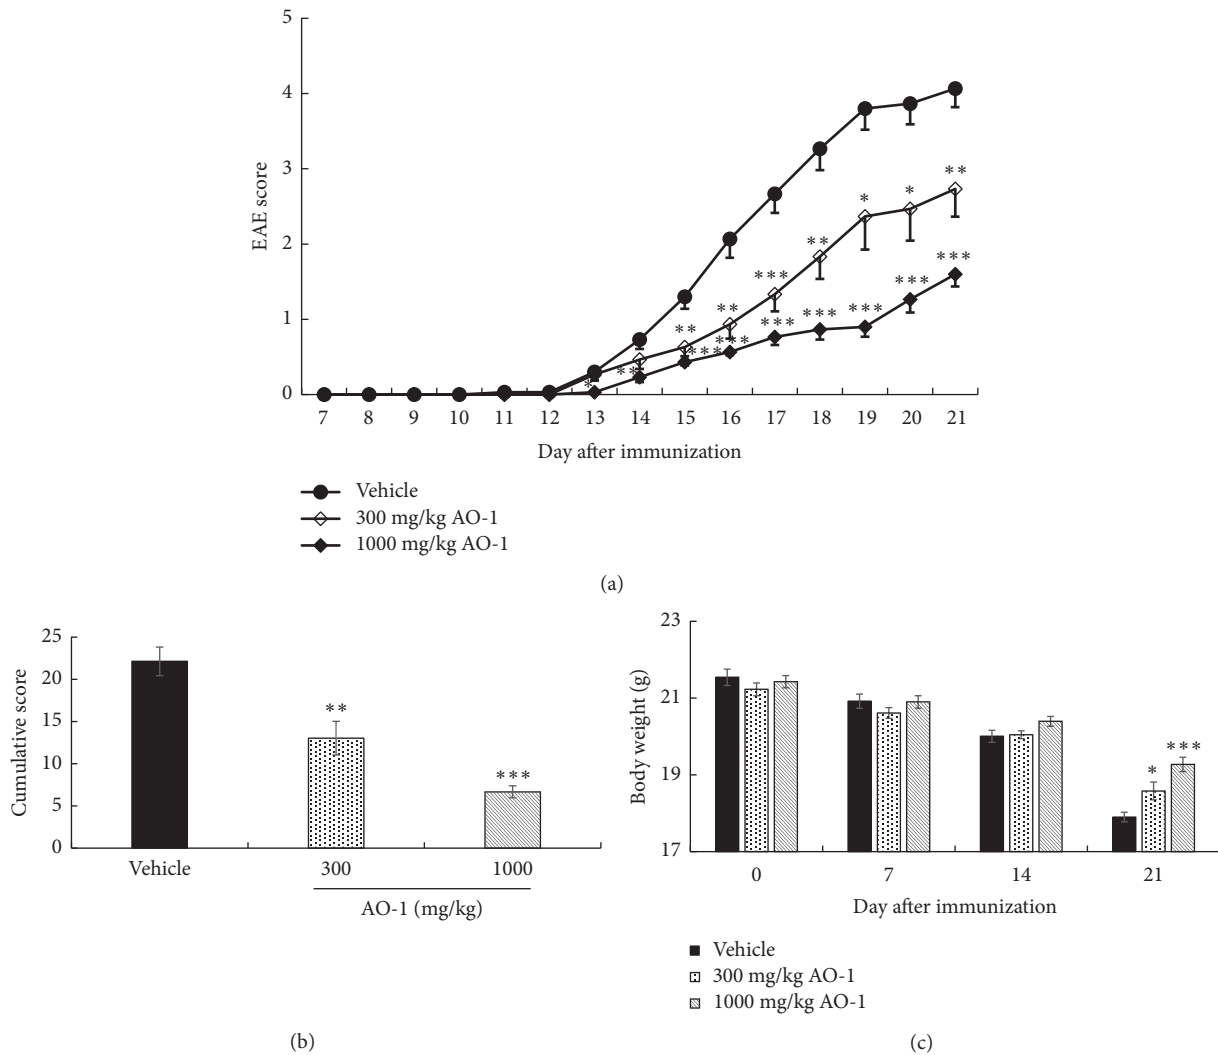 5
4
3
2
1
0
EAE score
**
*
*
**
***
***
***
**
**
***
***
***
***
*
**
***
7 8 9 10 11 12 13 14 15 16 17 18 19 20 21
Day after immunization
Vehicle
300 mg/kg AO-1
1000 mg/kg AO-1
(a)
25
20
15
10
5
0
Cumulative score
**
***
Vehicle 300 1000
AO-1 (mg/kg)
(b)
23
21
19
17
Body weight (g)
*
***
0 7 14 21
Day after immunization
Vehicle
300 mg/kg AO-1
1000 mg/kg AO-1
(c)